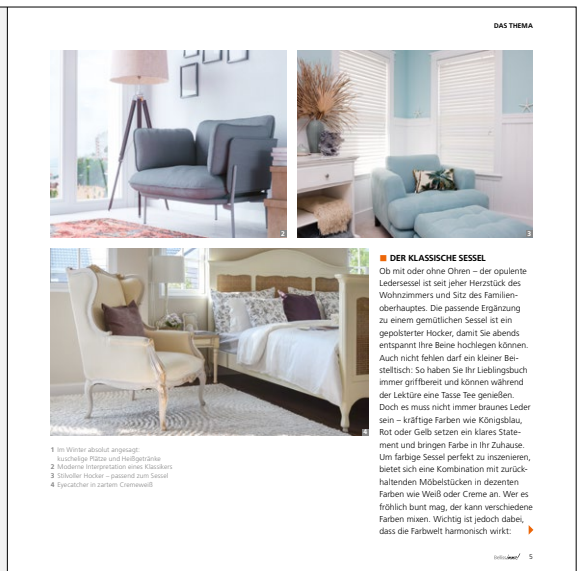 DAS THEMA
2
3
4
1 Im Winter absolut angesagt:
kuschelige Plätze und Heißgetränke
2 Moderne Interpretation eines Klassikers
3 Stilvoller Hocker – passend zum Sessel
4 Eyecatcher in zartem Cremeweiß
DER KLASSISCHE SESSEL
Ob mit oder ohne Ohren – der opulente
Ledersessel ist seit jeher Herzstück des
Wohnzimmers und Sitz des Familien-
oberhauptes. Die passende Ergänzung
zu einem gemütlichen Sessel ist ein
gepolsterter Hocker, damit Sie abends
entspannt Ihre Beine hochlegen können.
Auch nicht fehlen darf ein kleiner Bei-
stelltisch: So haben Sie Ihr Lieblingsbuch
immer griffbereit und können während
der Lektüre eine Tasse Tee genießen.
Doch es muss nicht immer braunes Leder
sein – kräftige Farben wie Königsblau,
Rot oder Gelb setzen ein klares State-
ment und bringen Farbe in Ihr Zuhause.
Um farbige Sessel perfekt zu inszenieren,
bietet sich eine Kombination mit zurück-
haltenden Möbelstücken in dezenten
Farben wie Weiß oder Creme an. Wer es
fröhlich bunt mag, der kann verschiedene
Farben mixen. Wichtig ist jedoch dabei,
dass die Farbwelt harmonisch wirkt:
5